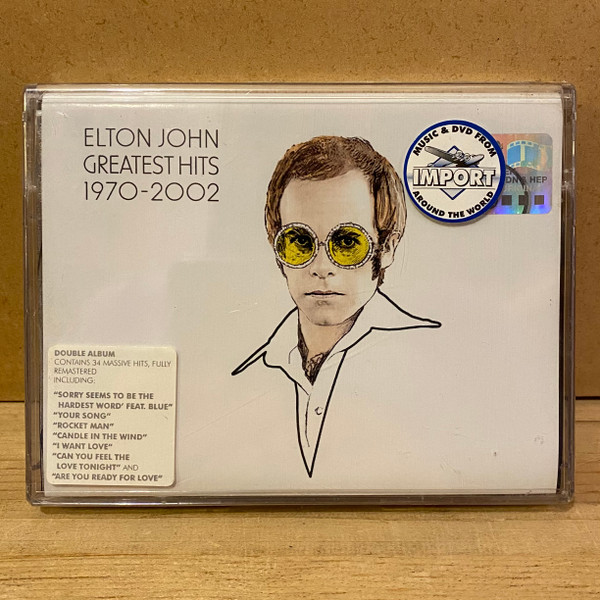 ELTON JOHN
GREATEST HITS
1970-2002
MUSIC & DVD FROM
IMPORT
AROUND THE WORLD
HEP
DOUBLE ALBUM
CONTAINS 34 MASSIVE HITS, FULLY
REMASTERED
INCLUDING:
"SORRY SEEMS TO BE THE
HARDEST WORD' FEAT. BLUE"
"YOUR SONG"
"ROCKET MAN"
"CANDLE IN THE WIND"
"I WANT LOVE"
"CAN YOU FEEL THE
LOVE TONIGHT" AND
"ARE YOU READY FOR LOVE"